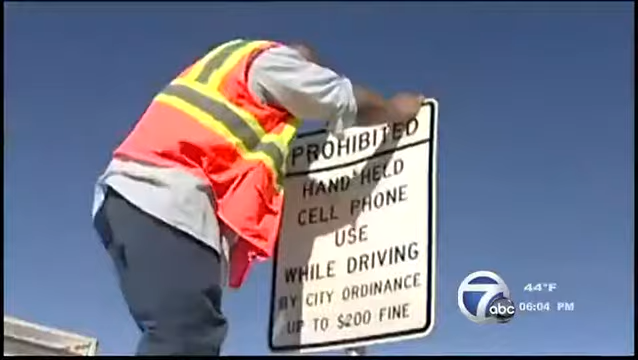 PROHIBITED
HAND HELD
CELL PHONE
USE
WHILE DRIVING
BY CITY ORDINANCE
UP TO $200 FINE
7 abc
44°F
06:04 PM